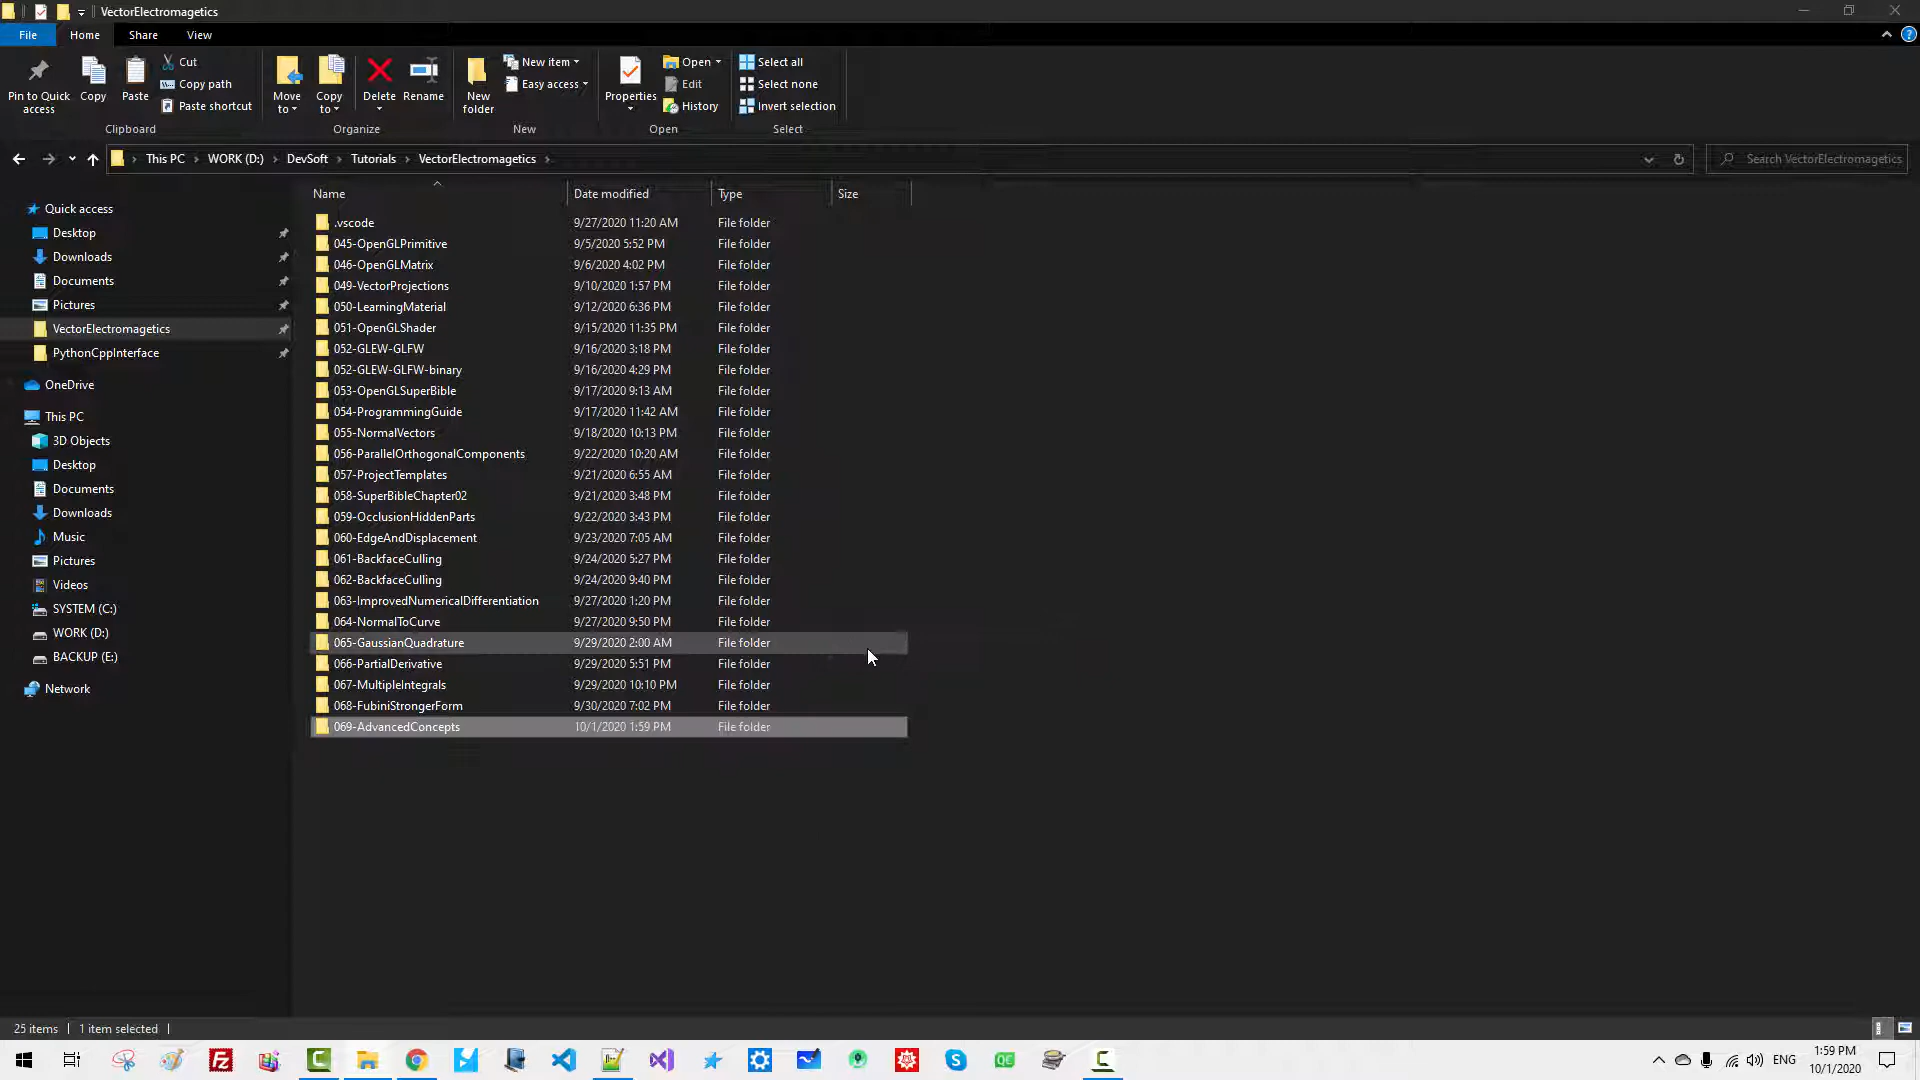 VectorElectromagetics
File Home Share View
Pin to Quick access
Copy
Paste
Cut
Copy path
Paste shortcut
Clipboard
Move to
Copy to
Delete
Rename
Organize
New folder
New item
Easy access
New
Properties
Open
Edit
History
Open
Select all
Select none
Invert selection
Select
This PC > WORK (D:) > DevSoft > Tutorials > VectorElectromagetics >
Search VectorElectromagetics
Quick access
Desktop
Downloads
Documents
Pictures
VectorElectromagetics
PythonCppInterface
OneDrive
This PC
3D Objects
Desktop
Documents
Downloads
Music
Pictures
Videos
SYSTEM (C:)
WORK (D:)
BACKUP (E:)
Network
Name Date modified Type Size
.vscode 9/27/2020 11:20 AM File folder
045-OpenGLPrimitive 9/5/2020 5:52 PM File folder
046-OpenGLMatrix 9/6/2020 4:02 PM File folder
049-VectorProjections 9/10/2020 1:57 PM File folder
050-LearningMaterial 9/12/2020 6:36 PM File folder
051-OpenGLShader 9/15/2020 11:35 PM File folder
052-GLEW-GLFW 9/16/2020 3:18 PM File folder
052-GLEW-GLFW-binary 9/16/2020 4:29 PM File folder
053-OpenGLSuperBible 9/17/2020 9:13 AM File folder
054-ProgrammingGuide 9/17/2020 11:42 AM File folder
055-NormalVectors 9/18/2020 10:13 PM File folder
056-ParallelOrthogonalComponents 9/22/2020 10:20 AM File folder
057-ProjectTemplates 9/21/2020 6:55 AM File folder
058-SuperBibleChapter02 9/21/2020 3:48 PM File folder
059-OcclusionHiddenParts 9/22/2020 3:43 PM File folder
060-EdgeAndDisplacement 9/23/2020 7:05 AM File folder
061-BackfaceCulling 9/24/2020 5:27 PM File folder
062-BackfaceCulling 9/24/2020 9:40 PM File folder
063-ImprovedNumericalDifferentiation 9/27/2020 1:20 PM File folder
064-NormalToCurve 9/27/2020 9:50 PM File folder
065-GaussianQuadrature 9/29/2020 2:00 AM File folder
066-PartialDerivative 9/29/2020 5:51 PM File folder
067-MultipleIntegrals 9/29/2020 10:10 PM File folder
068-FubiniStrongerForm 9/30/2020 7:02 PM File folder
069-AdvancedConcepts 10/1/2020 1:59 PM File folder
25 items 1 item selected
ENG
1:59 PM
10/1/2020